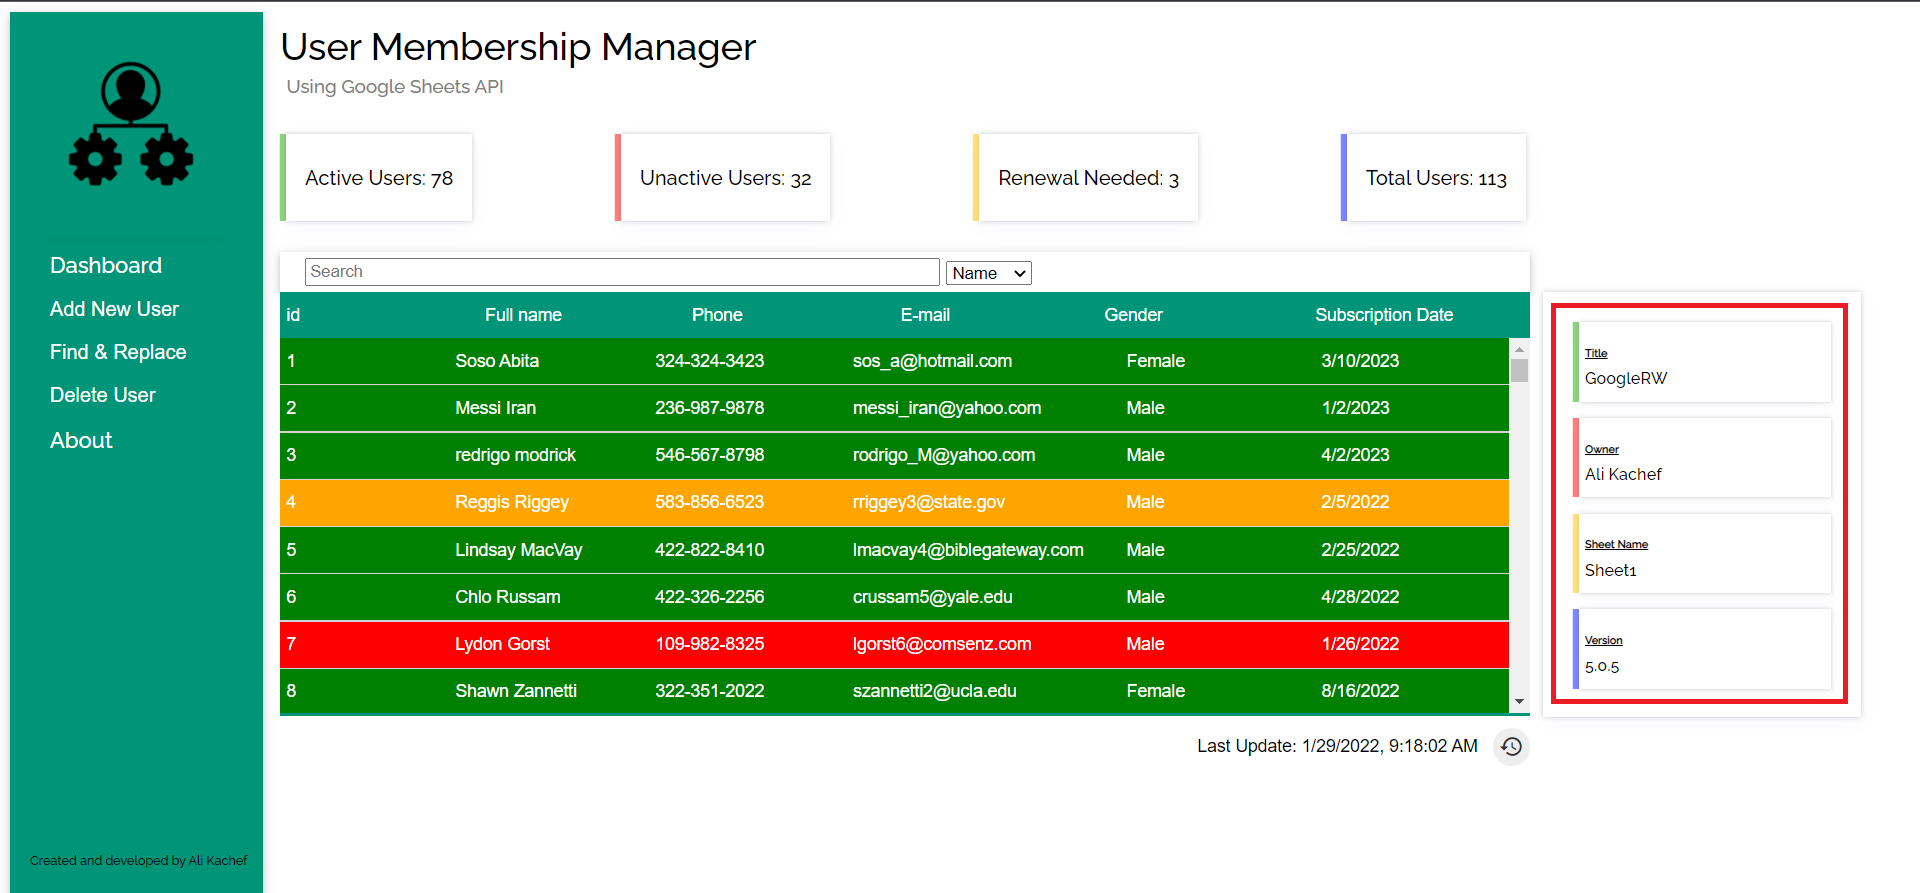 User Membership Manager
Using Google Sheets API
Dashboard
Add New User
Find & Replace
Delete User
About
Created and developed by Ali Kachef
Active Users: 78
Unactive Users: 32
Renewal Needed: 3
Total Users: 113
Search Name
id Full name Phone E-mail Gender Subscription Date
1 Soso Abita 324-324-3423 sos_a@hotmail.com Female 3/10/2023
2 Messi Iran 236-987-9878 messi_iran@yahoo.com Male 1/2/2023
3 redrigo modrick 546-567-8798 rodrigo_M@yahoo.com Male 4/2/2023
4 Reggis Riggey 583-856-6523 rriggey3@state.gov Male 2/5/2022
5 Lindsay MacVay 422-822-8410 lmacvay4@biblegateway.com Male 2/25/2022
6 Chlo Russam 422-326-2256 crussam5@yale.edu Male 4/28/2022
7 Lydon Gorst 109-982-8325 lgorst6@comsenz.com Male 1/26/2022
8 Shawn Zannetti 322-351-2022 szannetti2@ucla.edu Female 8/16/2022
Last Update: 1/29/2022, 9:18:02 AM
Title
GoogleRW
Owner
Ali Kachef
Sheet Name
Sheet1
Version
5.0.5